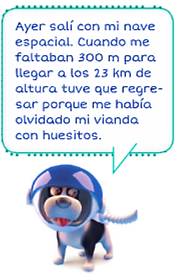 Ayer salí con mi nave
espacial. Cuando me
faltaban 300 m para
llegar a los 23 km de
altura tuve que regre-
sar porque me había
olvidado mi vianda
con huesitos.